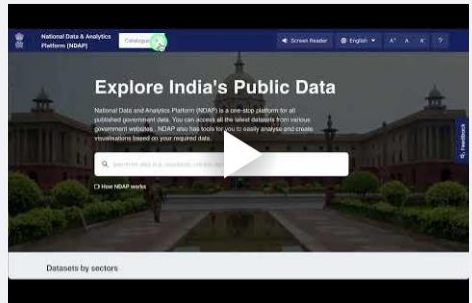 National Data & Analytics
Platform (NDAP)
Catalogue
Screen Reader
English
A+ A A- ?
Explore India's Public Data
National Data and Analytics Platform (NDAP) is a one-stop platform for all
published government data. You can access all the latest datasets from various
government websites. NDAP also has tools for you to easily analyse and create
visualisations based on your required data.
How NDAP works
Feedback
Datasets by sectors